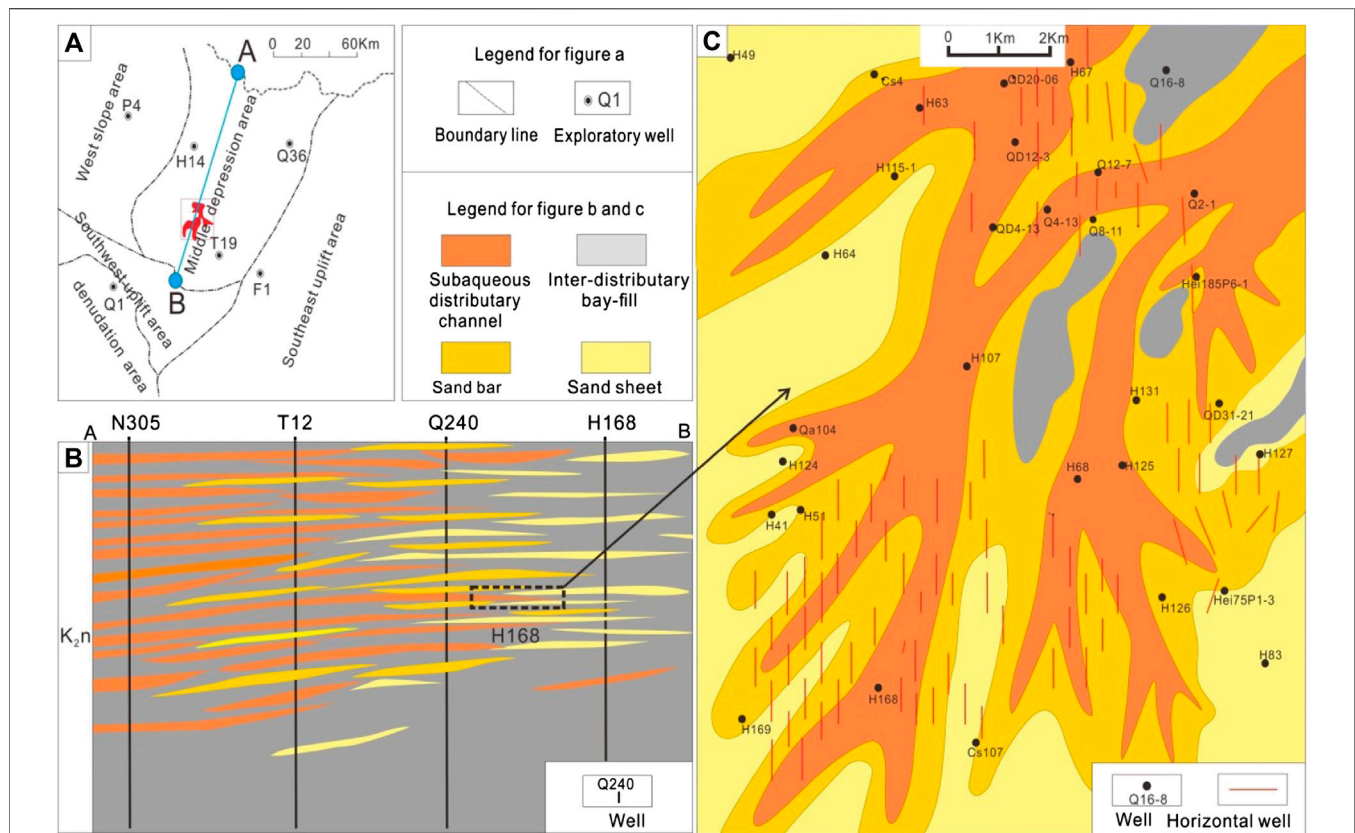 A
A
0 20 60Km
West slope area
P4
H14
Middle depression area
Q36
T19
Southwest uplift area
B
Q1
F1
denudation area
Southeast uplift area
Legend for figure a
Q1
Boundary line
Exploratory well
Legend for figure b and c
Subaqueous
distributary
channel
Inter-distributary
bay-fill
Sand bar
Sand sheet
B
N305
T12
Q240
H168
A
B
K₂n
H168
Q240
Well
C
0 1Km 2Km
H49
Cs4
QD20-06
H67
Q16-8
H63
QD12-3
H115-1
Q12-7
Q2-1
Q4-13
QD4-13
Q8-11
H64
Hei185P6-1
H107
H131
QD31-21
Qa104
H124
H125
H127
H68
H41
H51
H126
Hei75P1-3
H83
H168
H169
Cs107
Q16-8
Well
Horizontal well